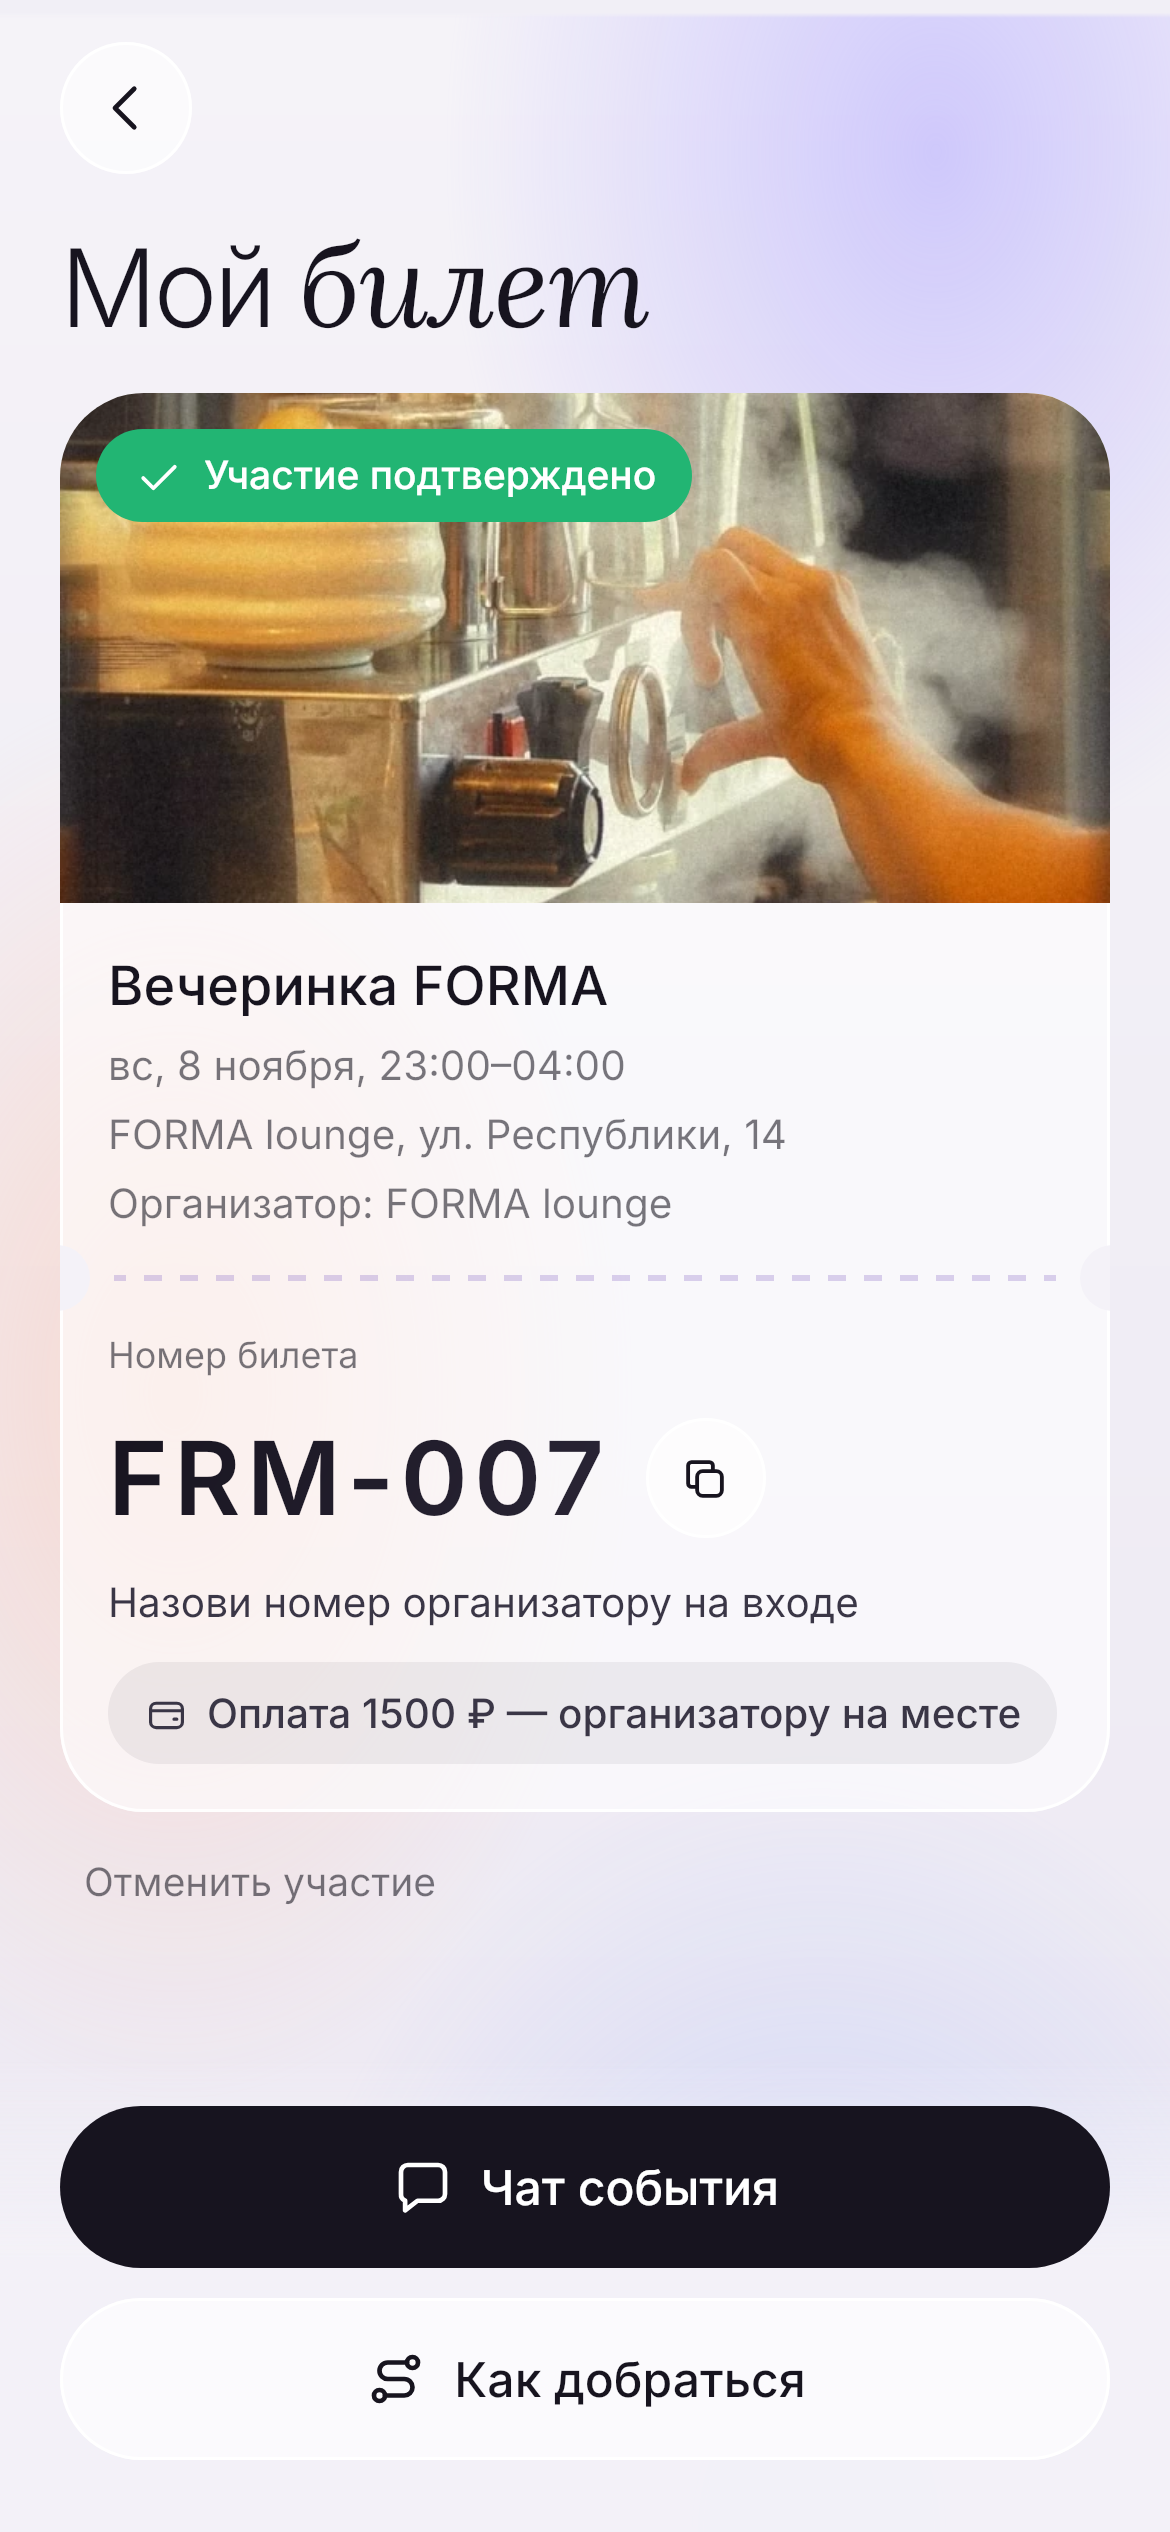 Мой билет
Участие подтверждено
Вечеринка FORMA
вс, 8 ноября, 23:00–04:00
FORMA lounge, ул. Республики, 14
Организатор: FORMA lounge
Номер билета
FRM-007
Назови номер организатору на входе
Оплата 1500 ₽ — организатору на месте
Отменить участие
Чат события
Как добраться